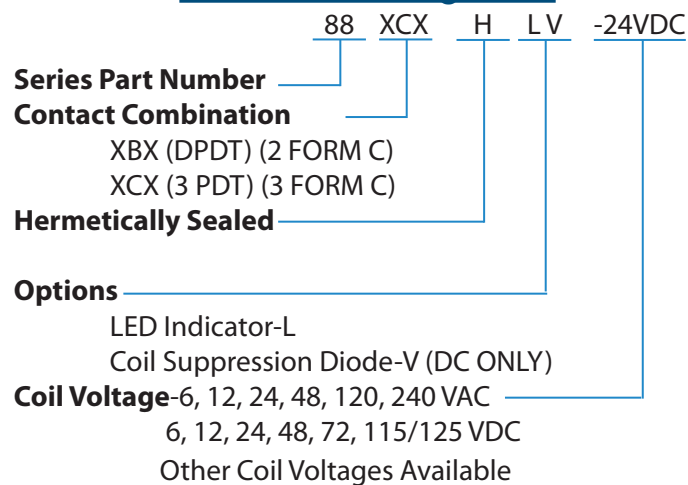 88 XCX H L V -24VDC
Series Part Number
Contact Combination
XBX (DPDT) (2 FORM C)
XCX (3 PDT) (3 FORM C)
Hermetically Sealed
Options
LED Indicator-L
Coil Suppression Diode-V (DC ONLY)
Coil Voltage-6, 12, 24, 48, 120, 240 VAC
6, 12, 24, 48, 72, 115/125 VDC
Other Coil Voltages Available